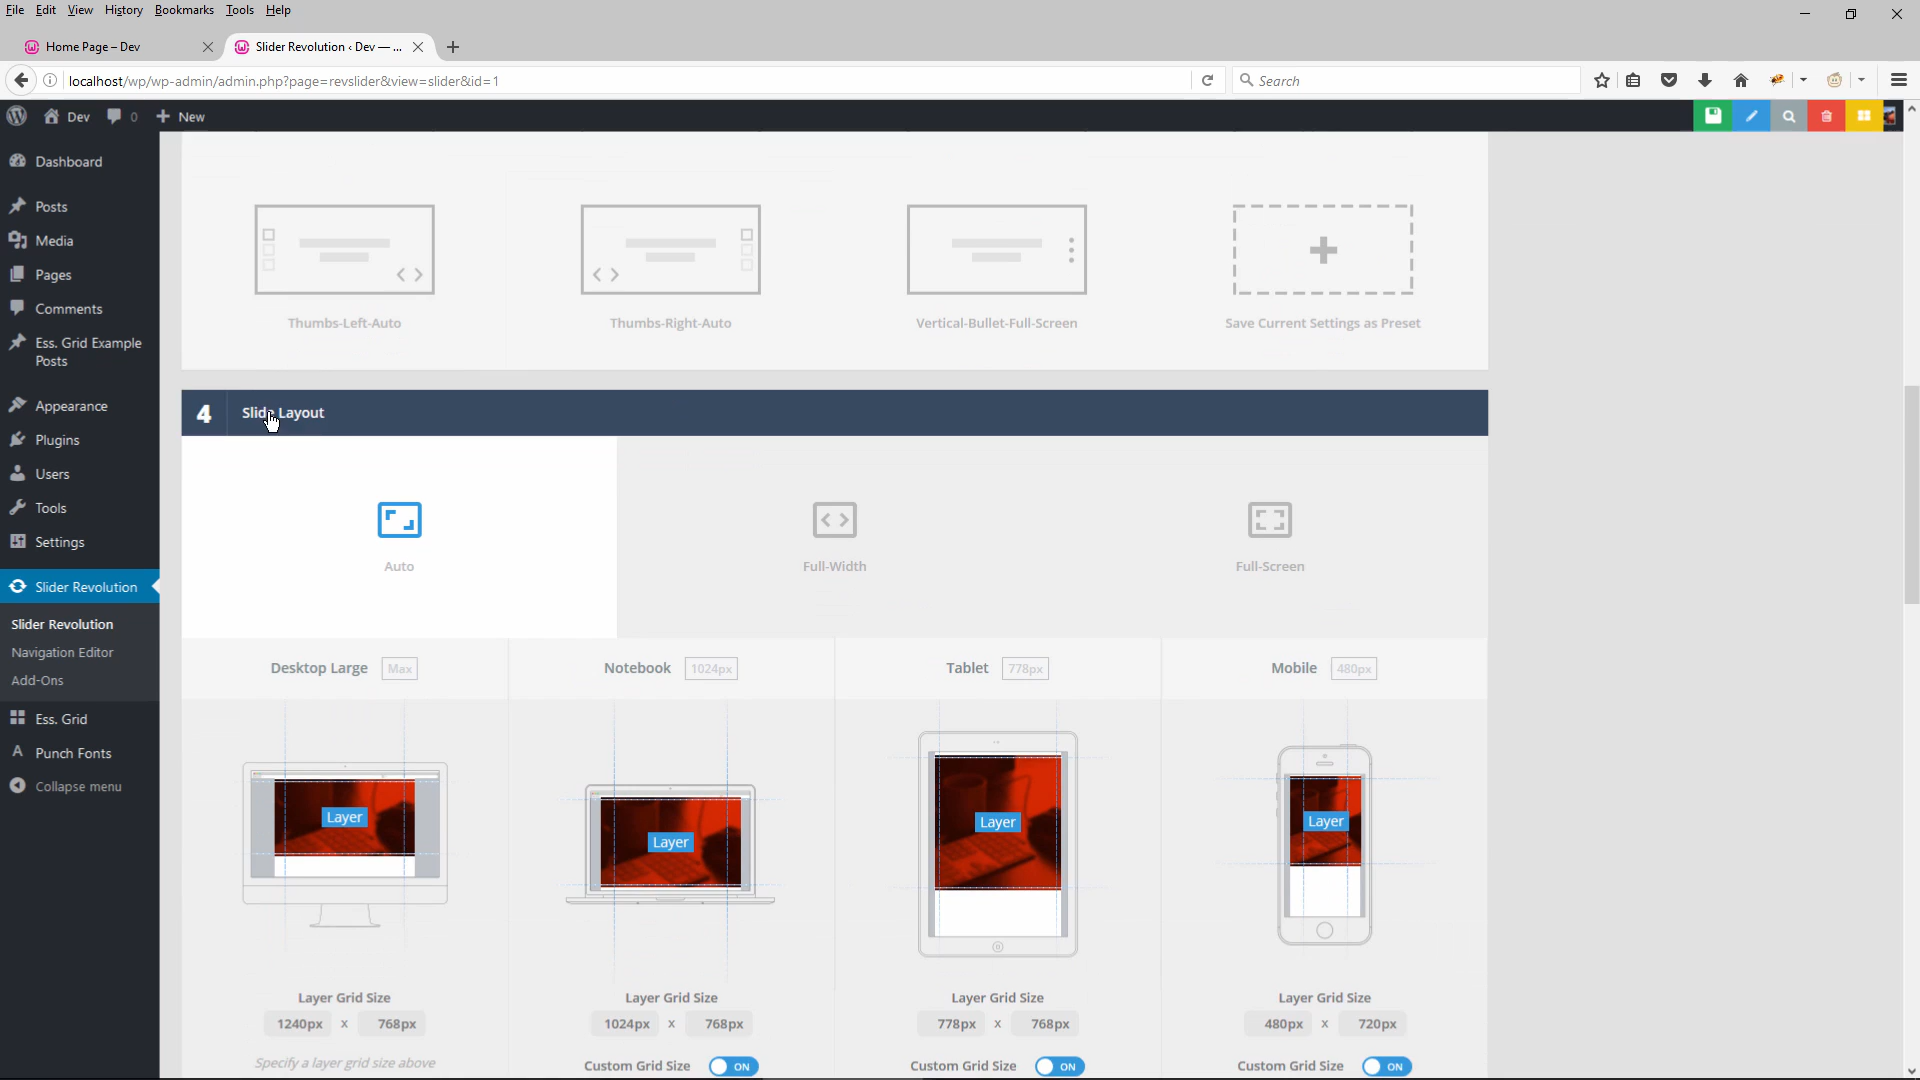 File Edit View History Bookmarks Tools Help
Home Page – Dev
Slider Revolution ‹ Dev — ...
localhost/wp/wp-admin/admin.php?page=revslider&view=slider&id=1
Search
Dev 0 New
Dashboard
Posts
Media
Pages
Comments
Ess. Grid Example
Posts
Appearance
Plugins
Users
Tools
Settings
Slider Revolution
Slider Revolution
Navigation Editor
Add-Ons
Ess. Grid
Punch Fonts
Collapse menu
Thumbs-Left-Auto
Thumbs-Right-Auto
Vertical-Bullet-Full-Screen
Save Current Settings as Preset
4 Slide Layout
Auto
Full-Width
Full-Screen
Desktop Large Max
Notebook 1024px
Tablet 778px
Mobile 480px
Layer
Layer
Layer
Layer
Layer Grid Size
1240px x 768px
Specify a layer grid size above
Layer Grid Size
1024px x 768px
Custom Grid Size ON
Layer Grid Size
778px x 768px
Custom Grid Size ON
Layer Grid Size
480px x 720px
Custom Grid Size ON